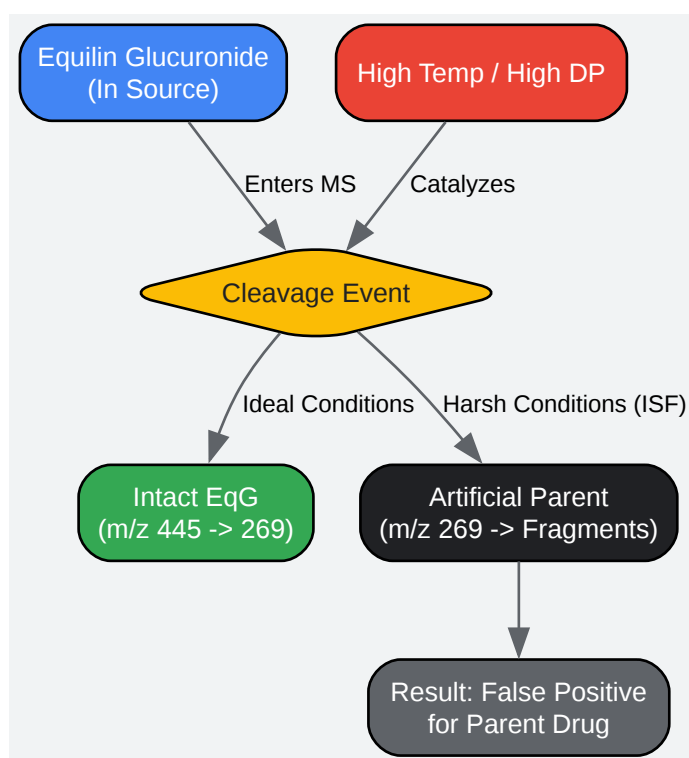 Equilin Glucuronide
(In Source)
High Temp / High DP
Enters MS
Catalyzes
Cleavage Event
Ideal Conditions
Harsh Conditions (ISF)
Intact EqG
(m/z 445 -> 269)
Artificial Parent
(m/z 269 -> Fragments)
Result: False Positive
for Parent Drug